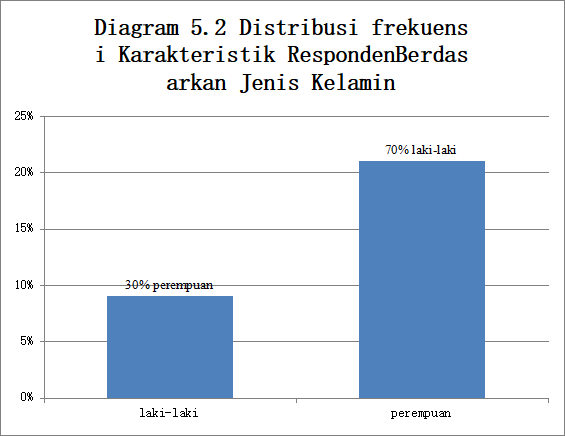 Diagram 5.2 Distribusi frekuens
i Karakteristik RespondenBerdas
arkan Jenis Kelamin
25%
20%
15%
10%
5%
0%
70% laki-laki
30% perempuan
laki-laki
perempuan